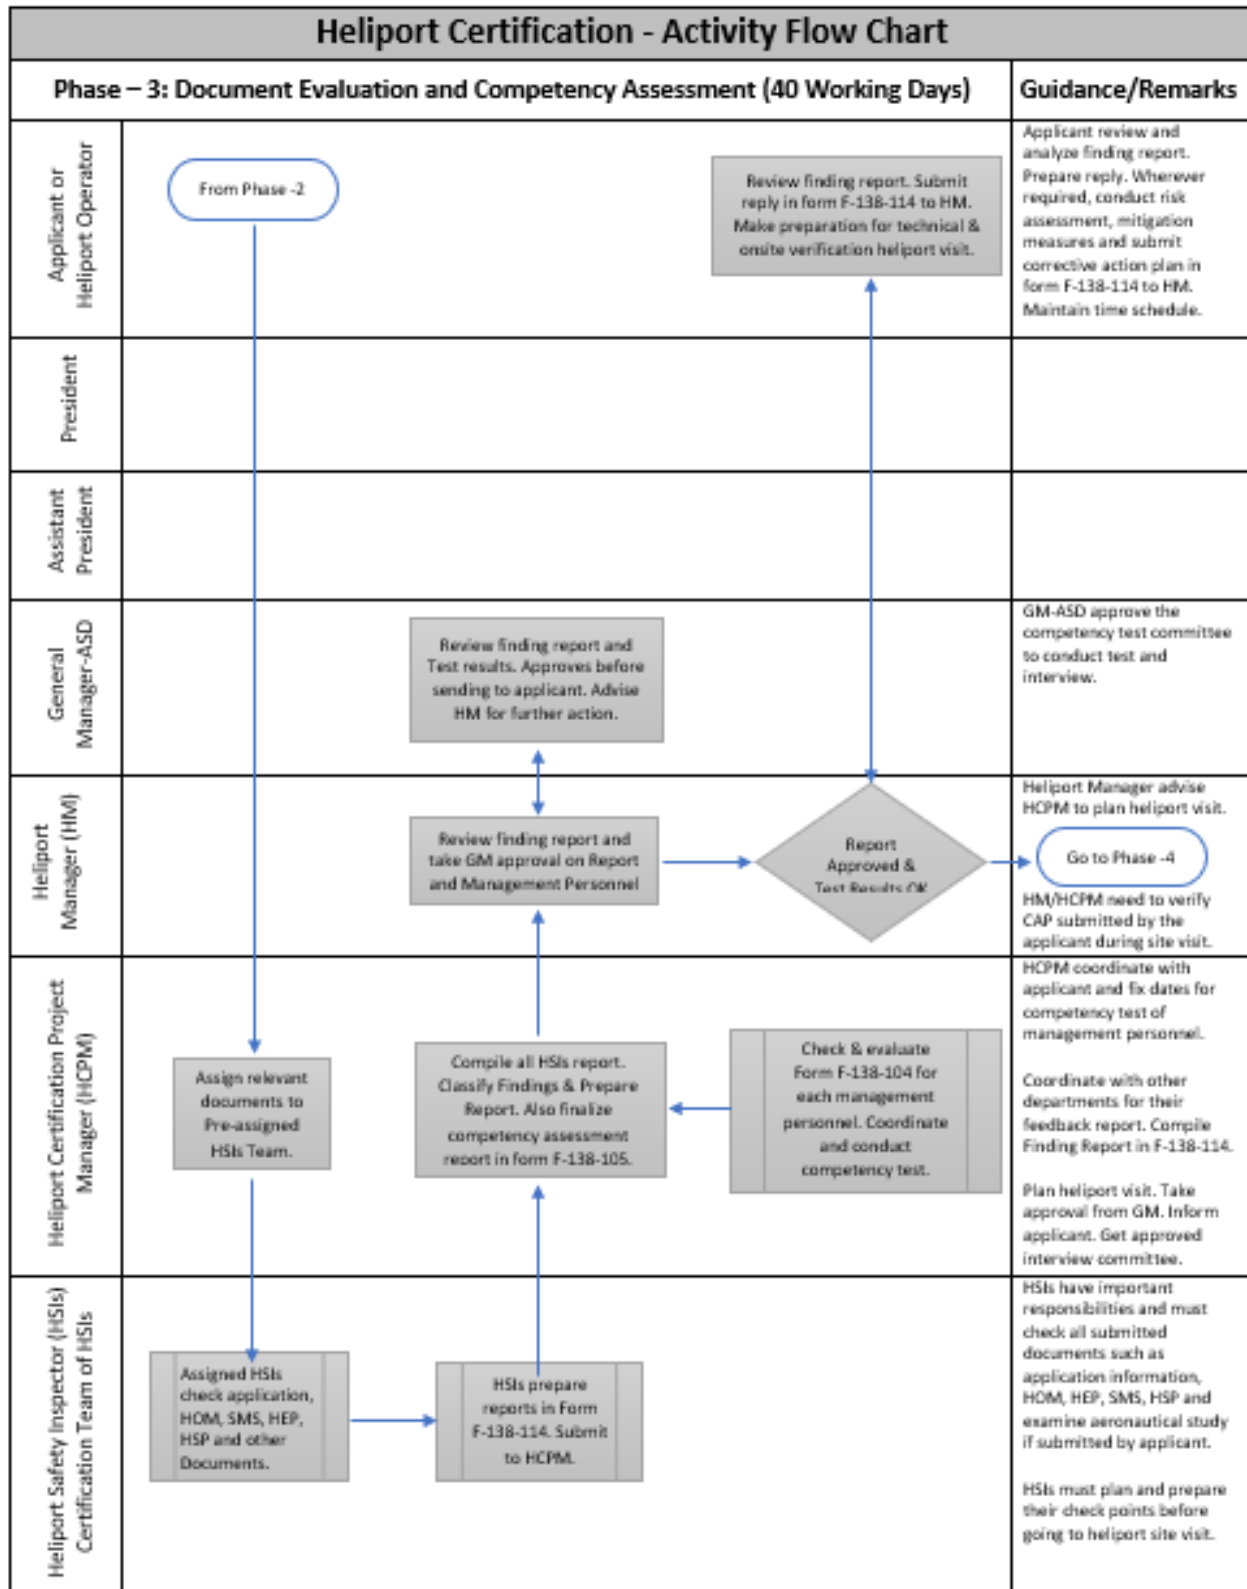 Heliport Certification - Activity Flow Chart
Phase – 3: Document Evaluation and Competency Assessment (40 Working Days)
Guidance/Remarks
Applicant or
Heliport Operator
From Phase -2
Review finding report. Submit
reply in form F-138-114 to HM.
Make preparation for technical &
onsite verification heliport visit.
Applicant review and
analyze finding report.
Prepare reply. Wherever
required, conduct risk
assessment, mitigation
measures and submit
corrective action plan in
form F-138-114 to HM.
Maintain time schedule.
President
Assistant
President
General
Manager-ASD
Review finding report and
Test results. Approves before
sending to applicant. Advise
HM for further action.
GM-ASD approve the
competency test committee
to conduct test and
interview.
Heliport
Manager (HM)
Review finding report and
take GM approval on Report
and Management Personnel
Report
Approved &
Test Results OK
Heliport Manager advise
HCPM to plan heliport visit.
Go to Phase -4
HM/HCPM need to verify
CAP submitted by the
applicant during site visit.
Heliport Certification Project
Manager (HCPM)
Assign relevant
documents to
Pre-assigned
HSIs Team.
Compile all HSIs report.
Classify Findings & Prepare
Report. Also finalize
competency assessment
report in form F-138-105.
Check & evaluate
Form F-138-104 for
each management
personnel. Coordinate
and conduct
competency test.
HCPM coordinate with
applicant and fix dates for
competency test of
management personnel.
Coordinate with other
departments for their
feedback report. Compile
Finding Report in F-138-114.
Plan heliport visit. Take
approval from GM. Inform
applicant. Get approved
interview committee.
Heliport Safety Inspector (HSIs)
Certification Team of HSIs
Assigned HSIs
check application,
HOM, SMS, HEP,
HSP and other
Documents.
HSIs prepare
reports in Form
F-138-114. Submit
to HCPM.
HSIs have important
responsibilities and must
check all submitted
documents such as
application information,
HOM, HEP, SMS, HSP and
examine aeronautical study
if submitted by applicant.
HSIs must plan and prepare
their check points before
going to heliport site visit.